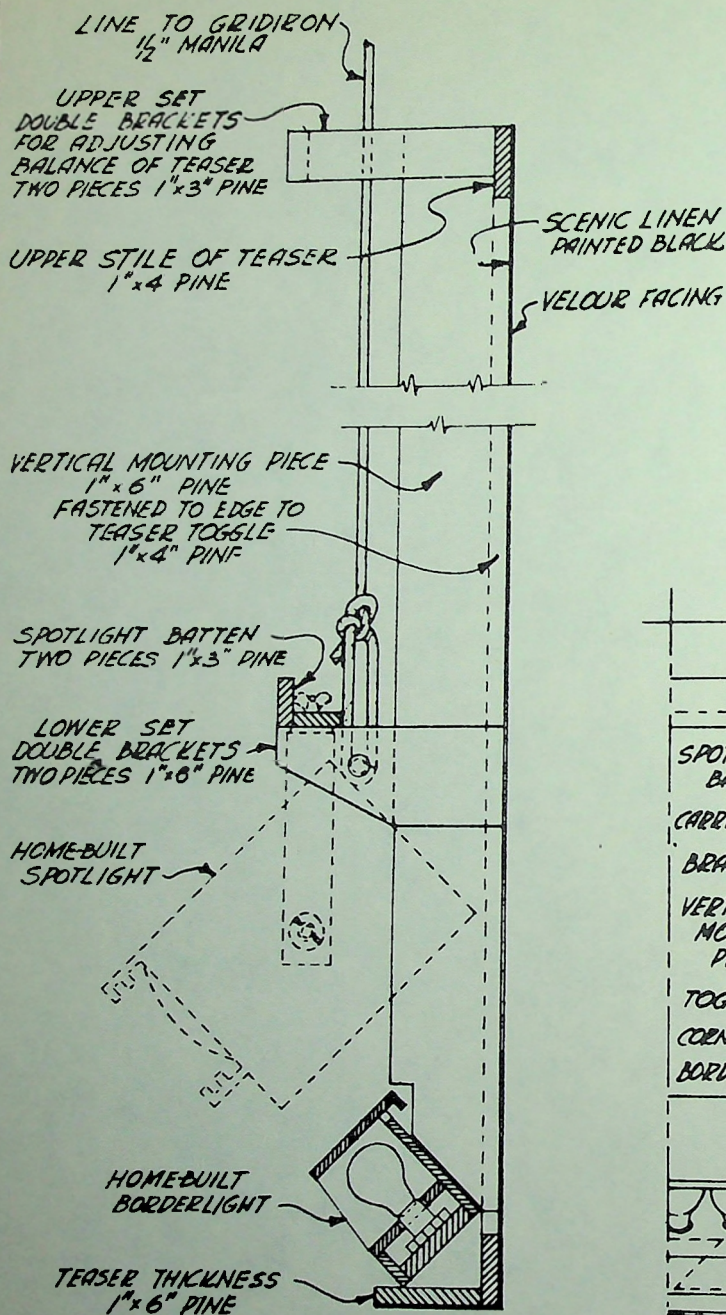 LINE TO GRIDIRON
1½" MANILA
UPPER SET
DOUBLE BRACKETS
FOR ADJUSTING
BALANCE OF TEASER
TWO PIECES 1"x3" PINE
UPPER STILE OF TEASER
1"x4 PINE
SCENIC LINEN
PAINTED BLACK
VELOUR FACING
VERTICAL MOUNTING PIECE
1"x6" PINE
FASTENED TO EDGE TO
TEASER TOGGLE
1"x4" PINE
SPOTLIGHT BATTEN
TWO PIECES 1"x3" PINE
LOWER SET
DOUBLE BRACKETS
TWO PIECES 1"x6" PINE
HOME-BUILT
SPOTLIGHT
HOME-BUILT
BORDERLIGHT
TEASER THICKNESS
1"x6" PINE
SPOT
BA
CARR
BRA
VERT
MO
P
TOG
CORN
BORD